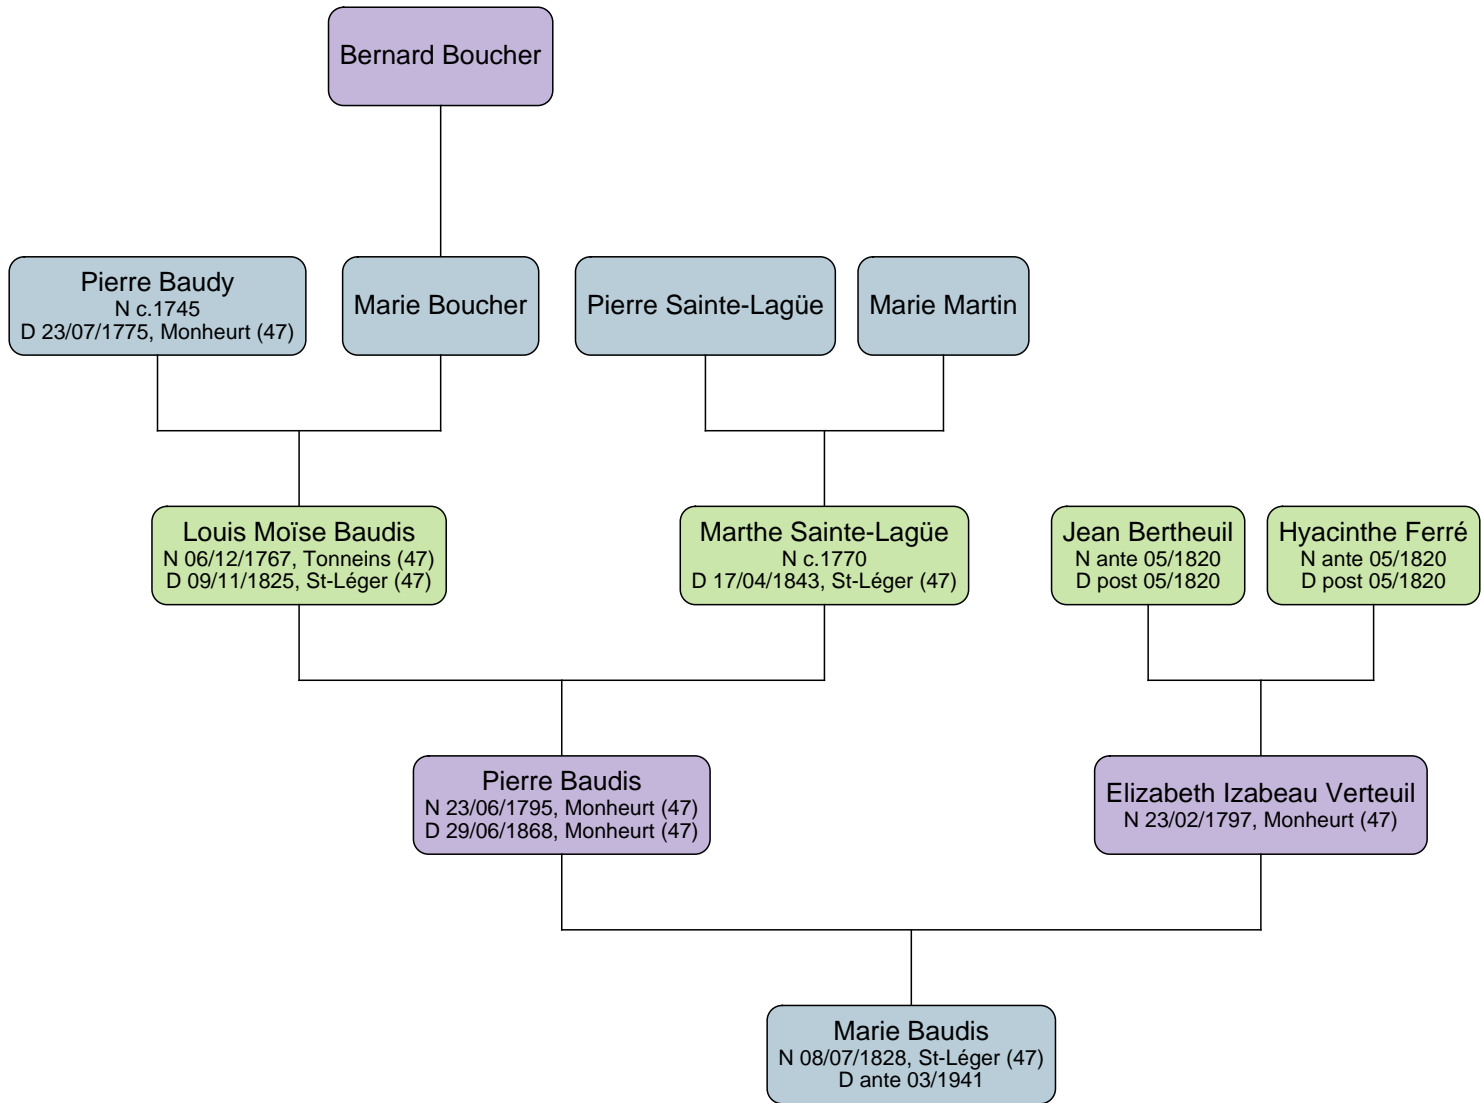 Bernard Boucher
Pierre Baudy
N c.1745
D 23/07/1775, Monheurt (47)
Marie Boucher
Pierre Sainte-Lagüe
Marie Martin
Louis Moïse Baudis
N 06/12/1767, Tonneins (47)
D 09/11/1825, St-Léger (47)
Marthe Sainte-Lagüe
N c.1770
D 17/04/1843, St-Léger (47)
Jean Bertheuil
N ante 05/1820
D post 05/1820
Hyacinthe Ferré
N ante 05/1820
D post 05/1820
Pierre Baudis
N 23/06/1795, Monheurt (47)
D 29/06/1868, Monheurt (47)
Elizabeth Izabeau Verteuil
N 23/02/1797, Monheurt (47)
Marie Baudis
N 08/07/1828, St-Léger (47)
D ante 03/1941